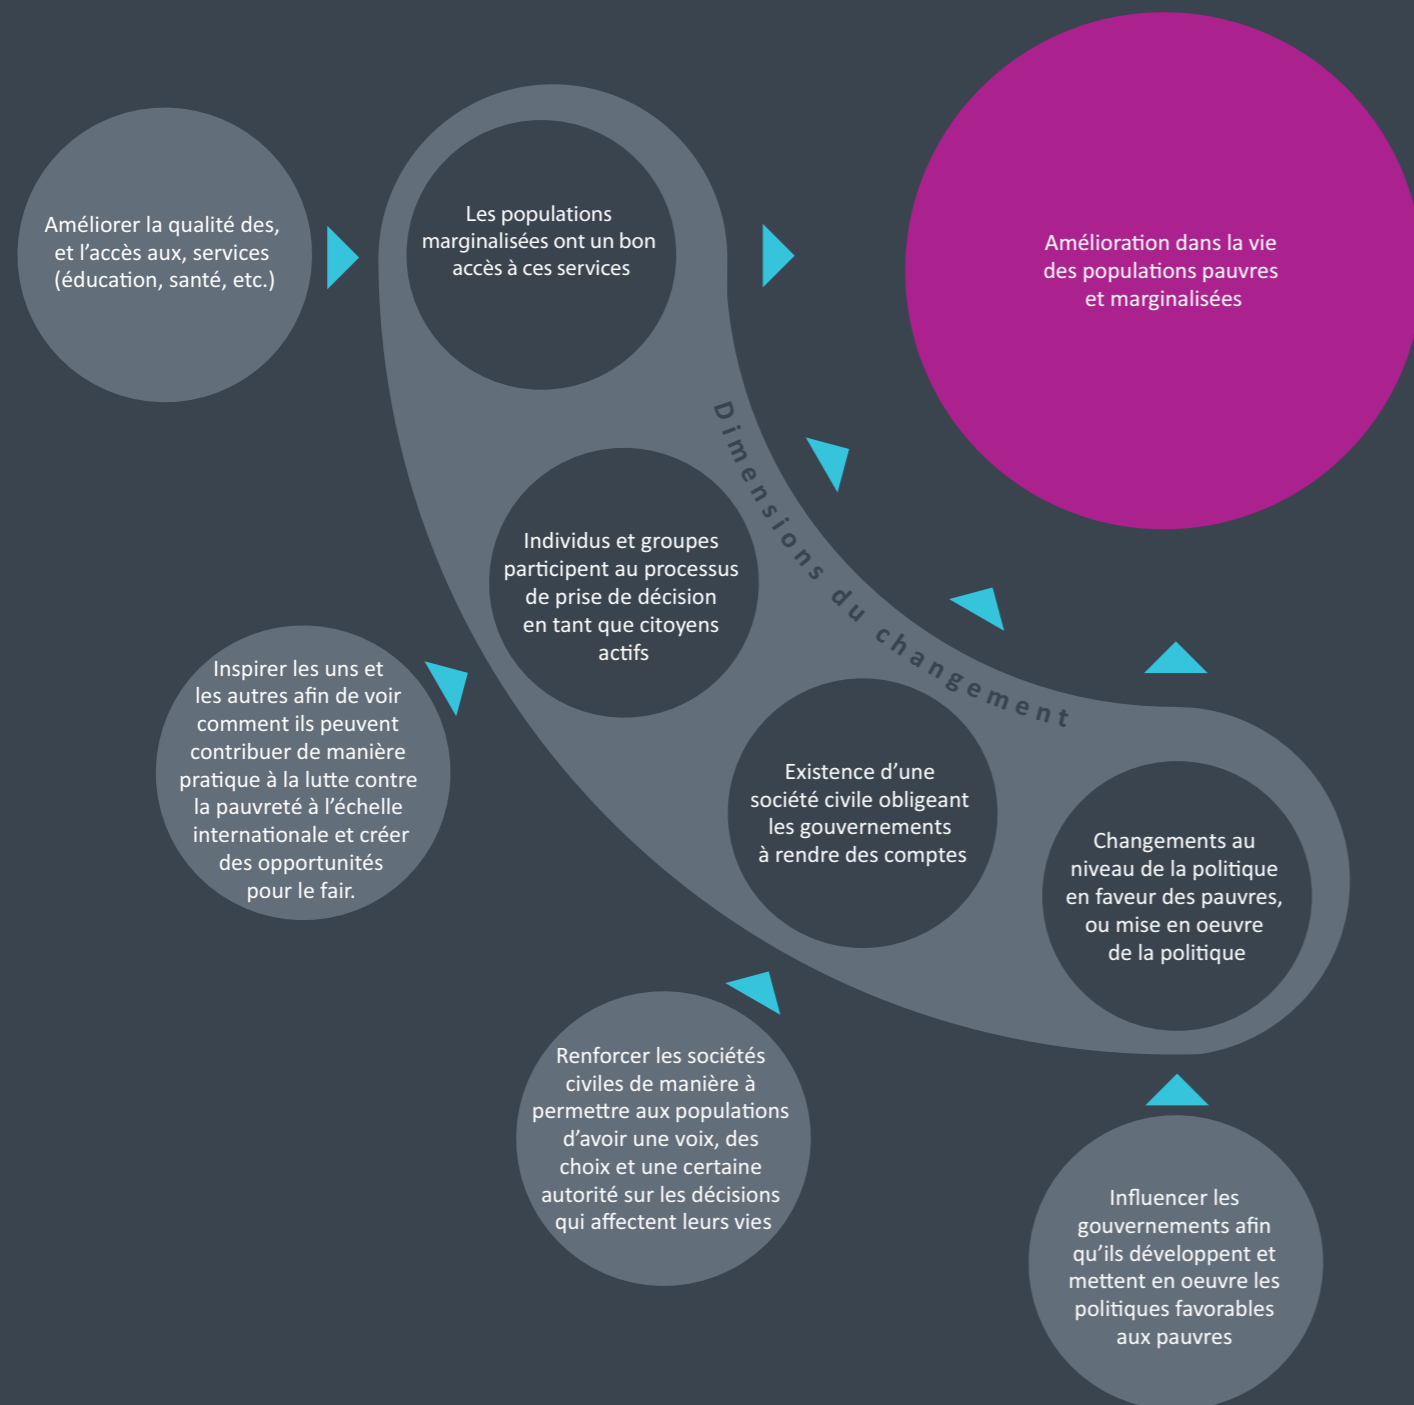 Améliorer la qualité des,
et l’accès aux, services
(éducation, santé, etc.)
Les populations
marginalisées ont un bon
accès à ces services
Amélioration dans la vie
des populations pauvres
et marginalisées
Dimensions du changement
Individus et groupes
participent au processus
de prise de décision
en tant que citoyens
actifs
Inspirer les uns et
les autres afin de voir
comment ils peuvent
contribuer de manière
pratique à la lutte contre
la pauvreté à l’échelle
internationale et créer
des opportunités
pour le fair.
Existence d’une
société civile obligeant
les gouvernements
à rendre des comptes
Changements au
niveau de la politique
en faveur des pauvres,
ou mise en oeuvre
de la politique
Renforcer les sociétés
civiles de manière à
permettre aux populations
d’avoir une voix, des
choix et une certaine
autorité sur les décisions
qui affectent leurs vies
Influencer les
gouvernements afin
qu’ils développent et
mettent en oeuvre les
politiques favorables
aux pauvres